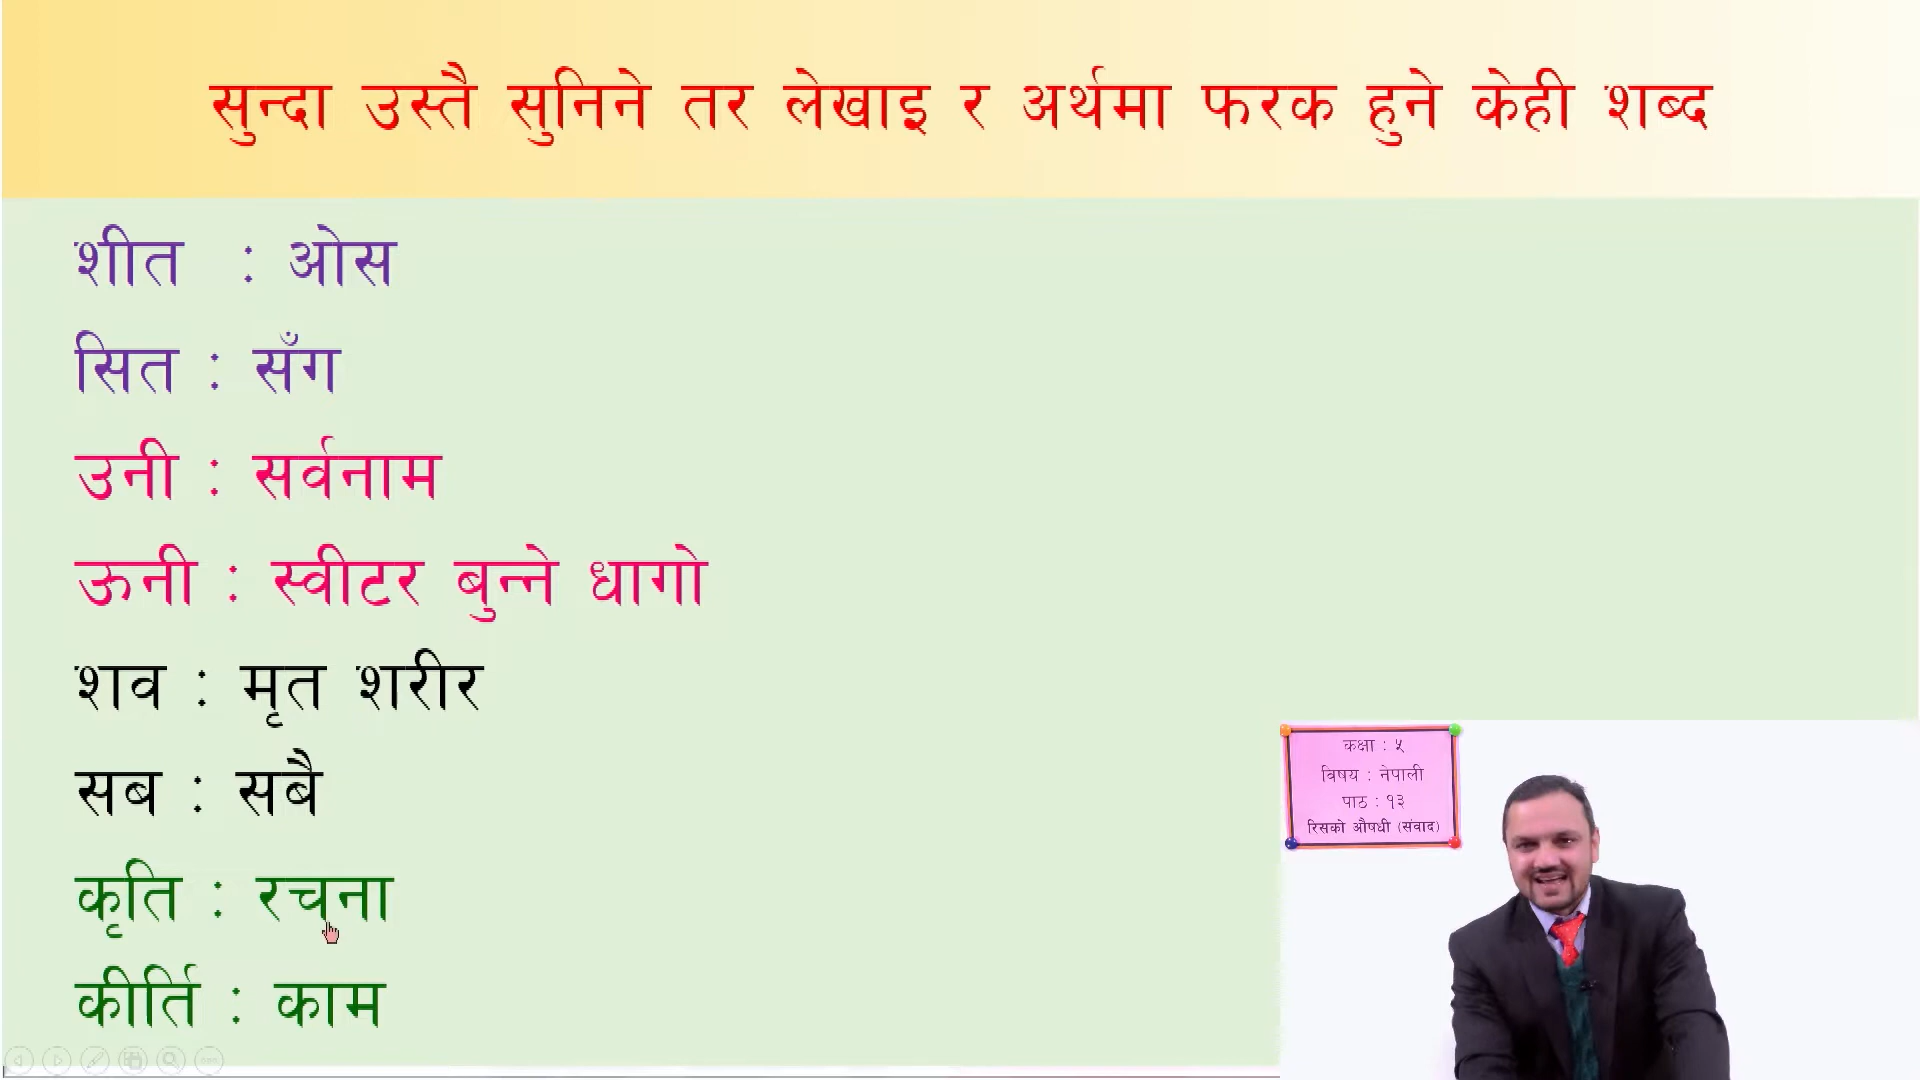 सुन्दा उस्तै सुनिने तर लेखाइ र अर्थमा फरक हुने केही शब्द
शीत : ओस
सित : सँग
उनी : सर्वनाम
ऊनी : स्वीटर बुन्ने धागो
शव : मृत शरीर
सब : सबै
कृति : रचना
कीर्ति : काम
कक्षा : ५
विषय : नेपाली
पाठ : १३
रिसको औषधी (संवाद)